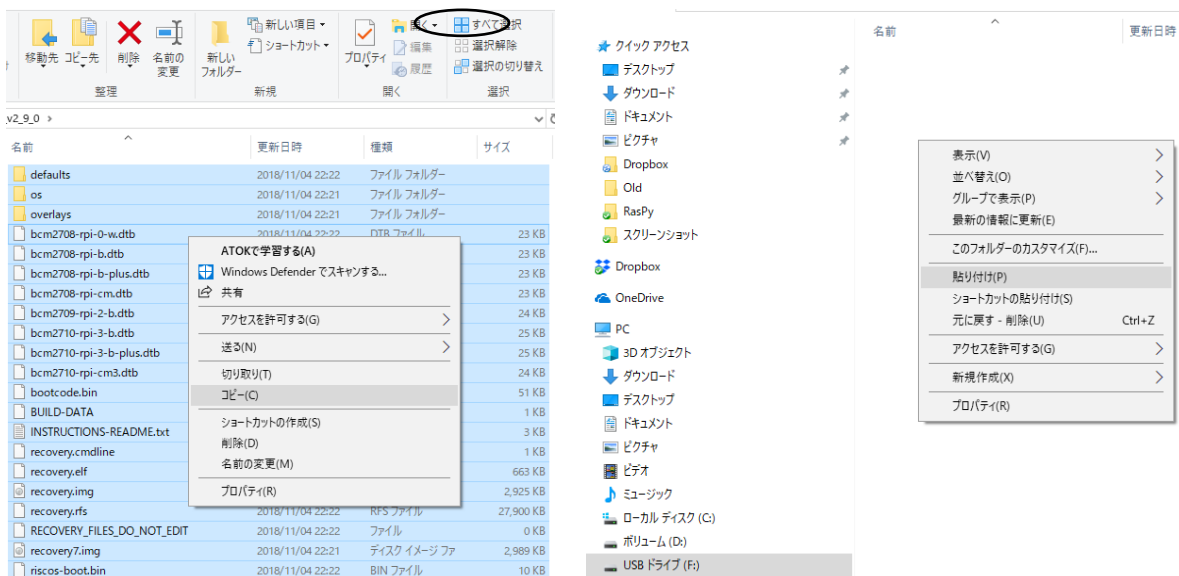 移動先 コピー先 削除 名前の
変更
新しい
フォルダー
新しい項目
ショートカット
プロパティ
開く
編集
履歴
すべて選択
選択解除
選択の切り替え
整理 新規 開く 選択
v2_9_0
名前 更新日時 種類 サイズ
defaults 2018/11/04 22:22 ファイル フォルダー
os 2018/11/04 22:21 ファイル フォルダー
overlays 2018/11/04 22:21 ファイル フォルダー
bcm2708-rpi-0-w.dtb 2018/11/04 22:22 DTB ファイル 23 KB
bcm2708-rpi-b.dtb 23 KB
bcm2708-rpi-b-plus.dtb 23 KB
bcm2708-rpi-cm.dtb 23 KB
bcm2709-rpi-2-b.dtb 24 KB
bcm2710-rpi-3-b.dtb 25 KB
bcm2710-rpi-3-b-plus.dtb 25 KB
bcm2710-rpi-cm3.dtb 24 KB
bootcode.bin 51 KB
BUILD-DATA 1 KB
INSTRUCTIONS-README.txt 3 KB
recovery.cmdline 1 KB
recovery.elf 663 KB
recovery.img 2,925 KB
recovery.rfs 2018/11/04 22:22 RFS ファイル 27,900 KB
RECOVERY_FILES_DO_NOT_EDIT 2018/11/04 22:22 ファイル 0 KB
recovery7.img 2018/11/04 22:21 ディスク イメージ ファ 2,989 KB
riscos-boot.bin 2018/11/04 22:22 BIN ファイル 10 KB
ATOKで学習する(A)
Windows Defender でスキャンする...
共有
アクセスを許可する(G)
送る(N)
切り取り(T)
コピー(C)
ショートカットの作成(S)
削除(D)
名前の変更(M)
プロパティ(R)
クイック アクセス
デスクトップ
ダウンロード
ドキュメント
ピクチャ
Dropbox
Old
RasPy
スクリーンショット
Dropbox
OneDrive
PC
3D オブジェクト
ダウンロード
デスクトップ
ドキュメント
ピクチャ
ビデオ
ミュージック
ローカル ディスク (C:)
ボリューム (D:)
USB ドライブ (F:)
名前 更新日時
表示(V)
並べ替え(O)
グループで表示(P)
最新の情報に更新(E)
このフォルダーのカスタマイズ(F)...
貼り付け(P)
ショートカットの貼り付け(S)
元に戻す - 削除(U) Ctrl+Z
アクセスを許可する(G)
新規作成(X)
プロパティ(R)